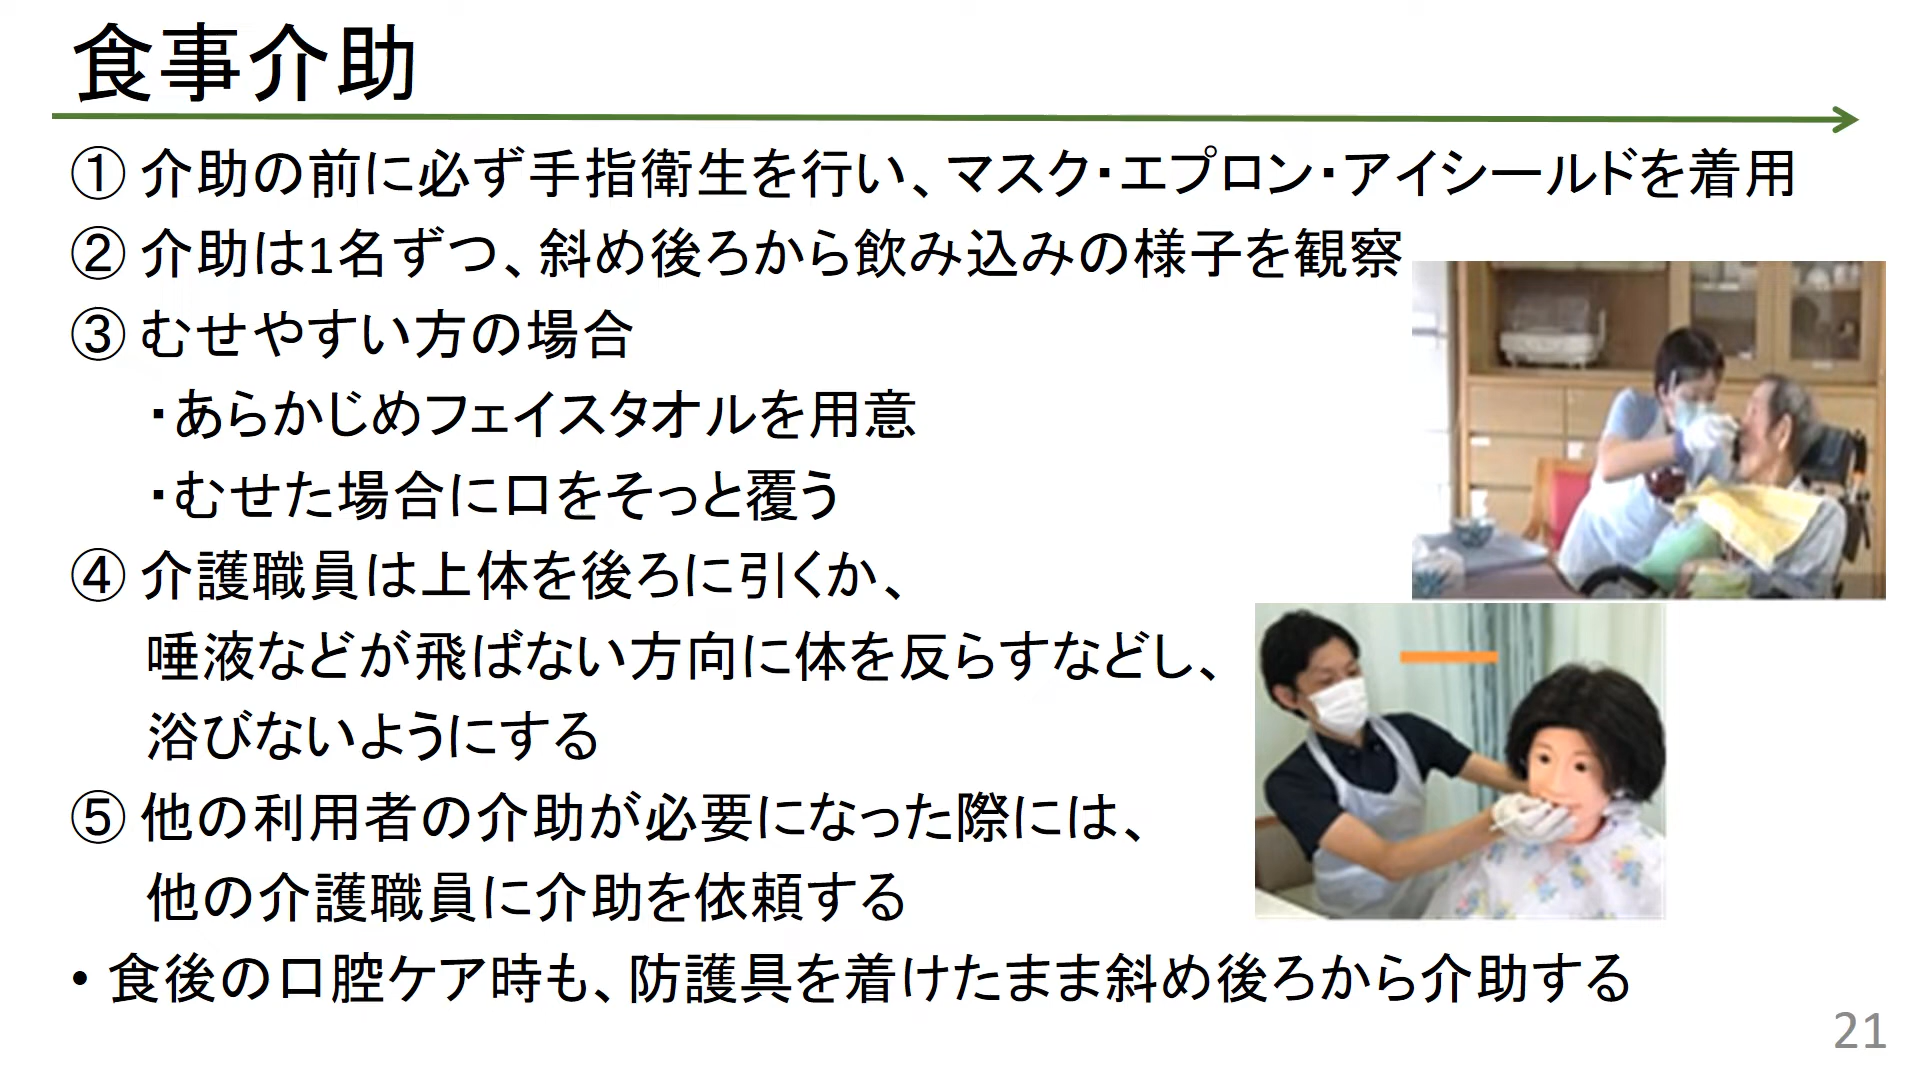 食事介助
① 介助の前に必ず手指衛生を行い、マスク・エプロン・アイシールドを着用
② 介助は1名ずつ、斜め後ろから飲み込みの様子を観察
③ むせやすい方の場合
・あらかじめフェイスタオルを用意
・むせた場合に口をそっと覆う
④ 介護職員は上体を後ろに引くか、
唾液などが飛ばない方向に体を反らすなどし、
浴びないようにする
⑤ 他の利用者の介助が必要になった際には、
他の介護職員に介助を依頼する
• 食後の口腔ケア時も、防護具を着けたまま斜め後ろから介助する
21